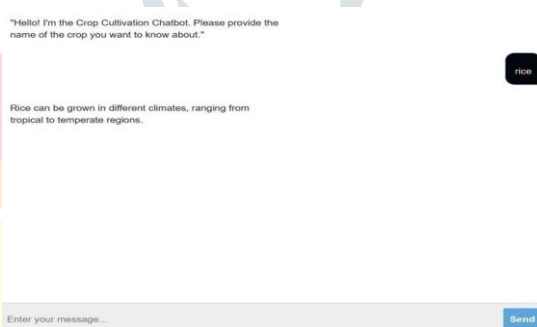 "Hello! I'm the Crop Cultivation Chatbot. Please provide the
name of the crop you want to know about."
rice
Rice can be grown in different climates, ranging from
tropical to temperate regions.
Enter your message...
Send